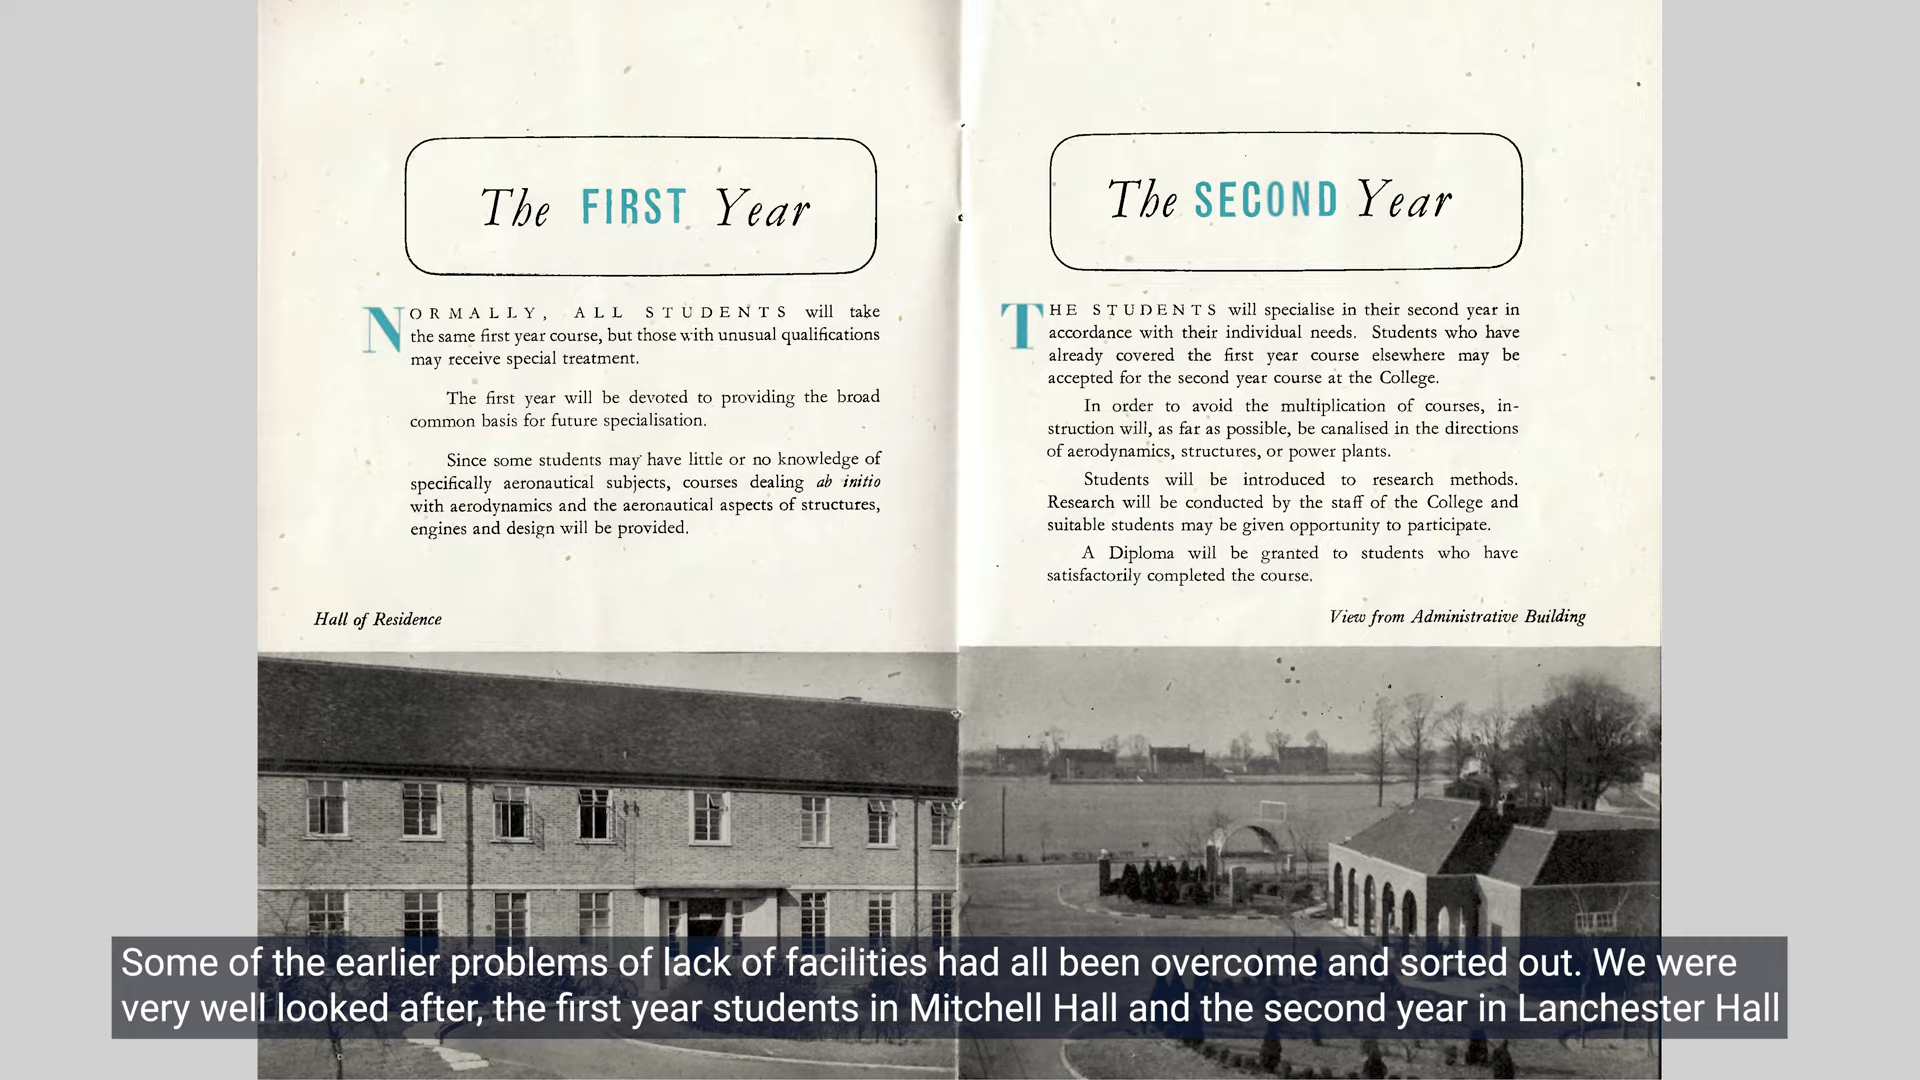 The FIRST Year
NORMALLY, ALL STUDENTS will take
the same first year course, but those with unusual qualifications
may receive special treatment.
The first year will be devoted to providing the broad
common basis for future specialisation.
Since some students may have little or no knowledge of
specifically aeronautical subjects, courses dealing ab initio
with aerodynamics and the aeronautical aspects of structures,
engines and design will be provided.
Hall of Residence
The SECOND Year
THE STUDENTS will specialise in their second year in
accordance with their individual needs. Students who have
already covered the first year course elsewhere may be
accepted for the second year course at the College.
In order to avoid the multiplication of courses, in-
struction will, as far as possible, be canalised in the directions
of aerodynamics, structures, or power plants.
Students will be introduced to research methods.
Research will be conducted by the staff of the College and
suitable students may be given opportunity to participate.
A Diploma will be granted to students who have
satisfactorily completed the course.
View from Administrative Building
Some of the earlier problems of lack of facilities had all been overcome and sorted out. We were
very well looked after, the first year students in Mitchell Hall and the second year in Lanchester Hall